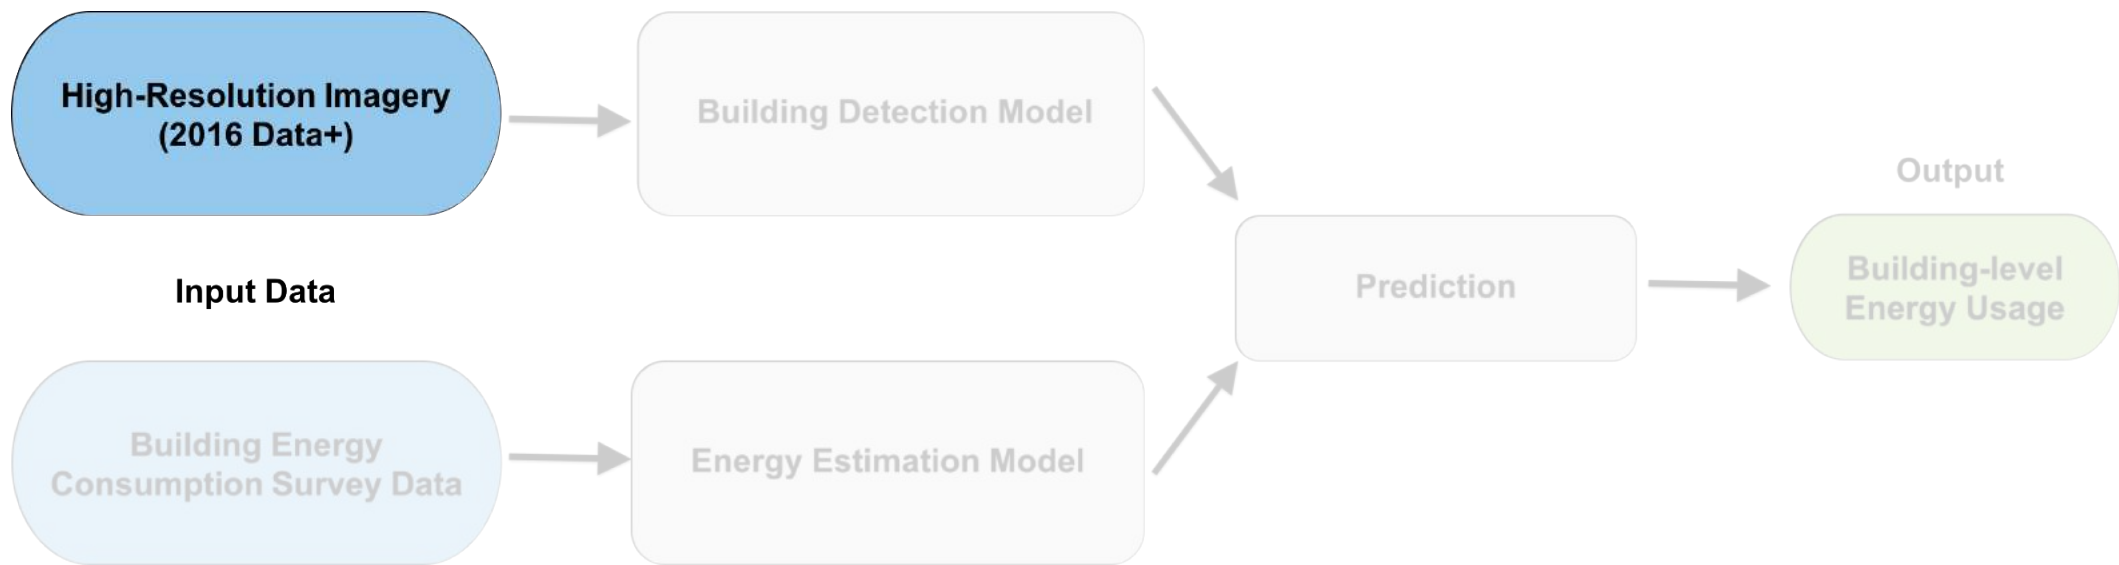 High-Resolution Imagery
(2016 Data+)
Building Detection Model
Output
Input Data
Prediction
Building-level
Energy Usage
Building Energy
Consumption Survey Data
Energy Estimation Model